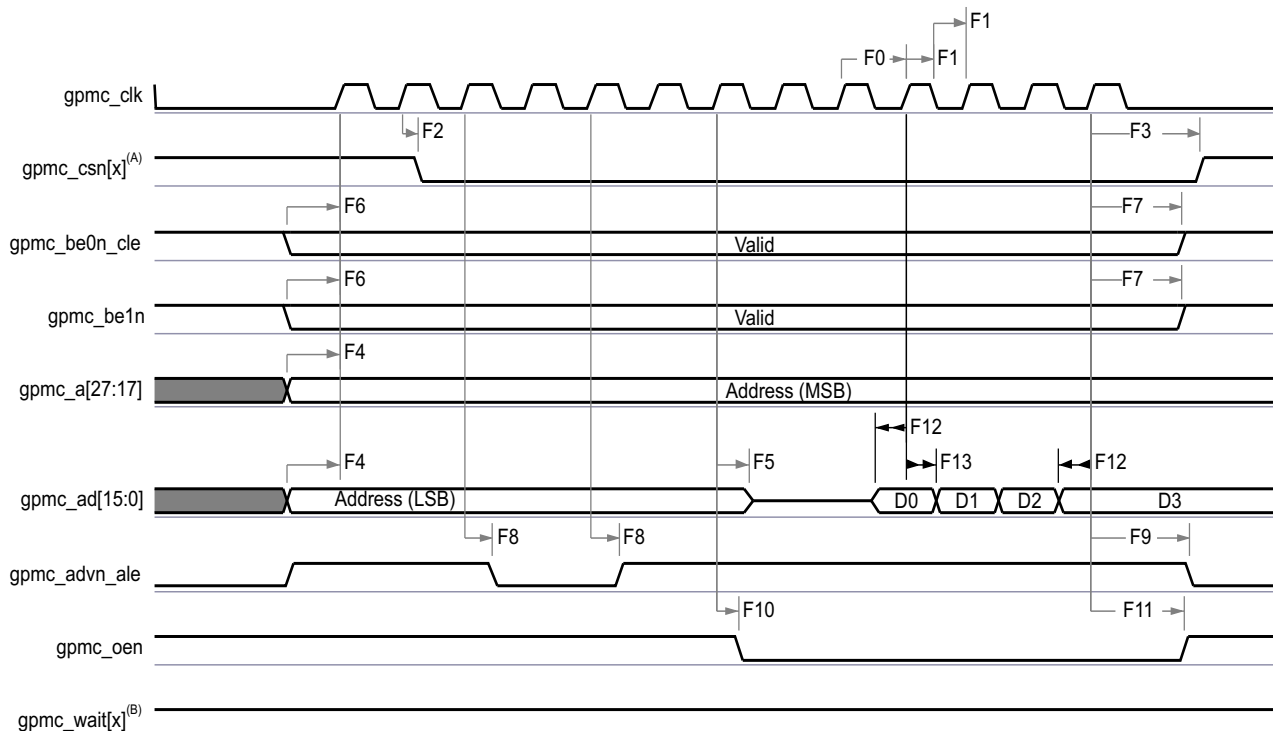 F1
F0
F1
gpmc_clk
F2
F3
gpmc_csn[x](A)
F6
F7
gpmc_be0n_cle
Valid
F6
F7
gpmc_be1n
Valid
F4
gpmc_a[27:17]
Address (MSB)
F12
F4
F5
F13
F12
gpmc_ad[15:0]
Address (LSB)
D0
D1
D2
D3
F8
F8
F9
gpmc_advn_ale
F10
F11
gpmc_oen
gpmc_wait[x](B)